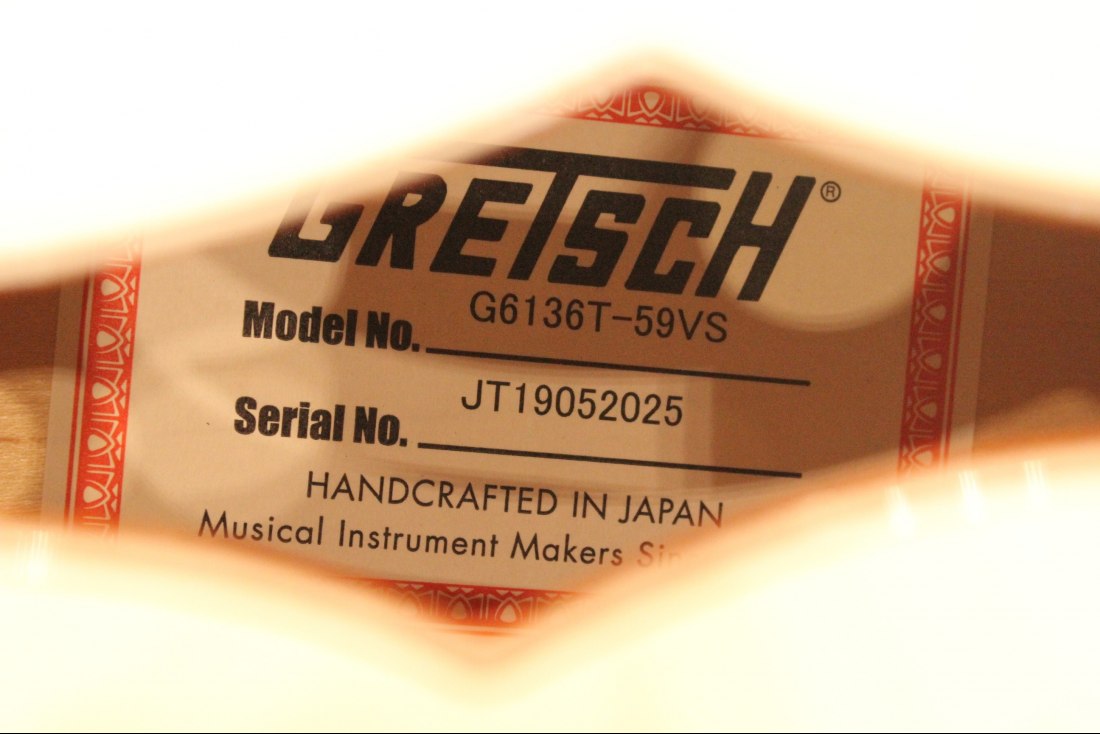 GRETSCH®
Model No. G6136T-59VS
Serial No. JT19052025
HANDCRAFTED IN JAPAN
Musical Instrument Makers